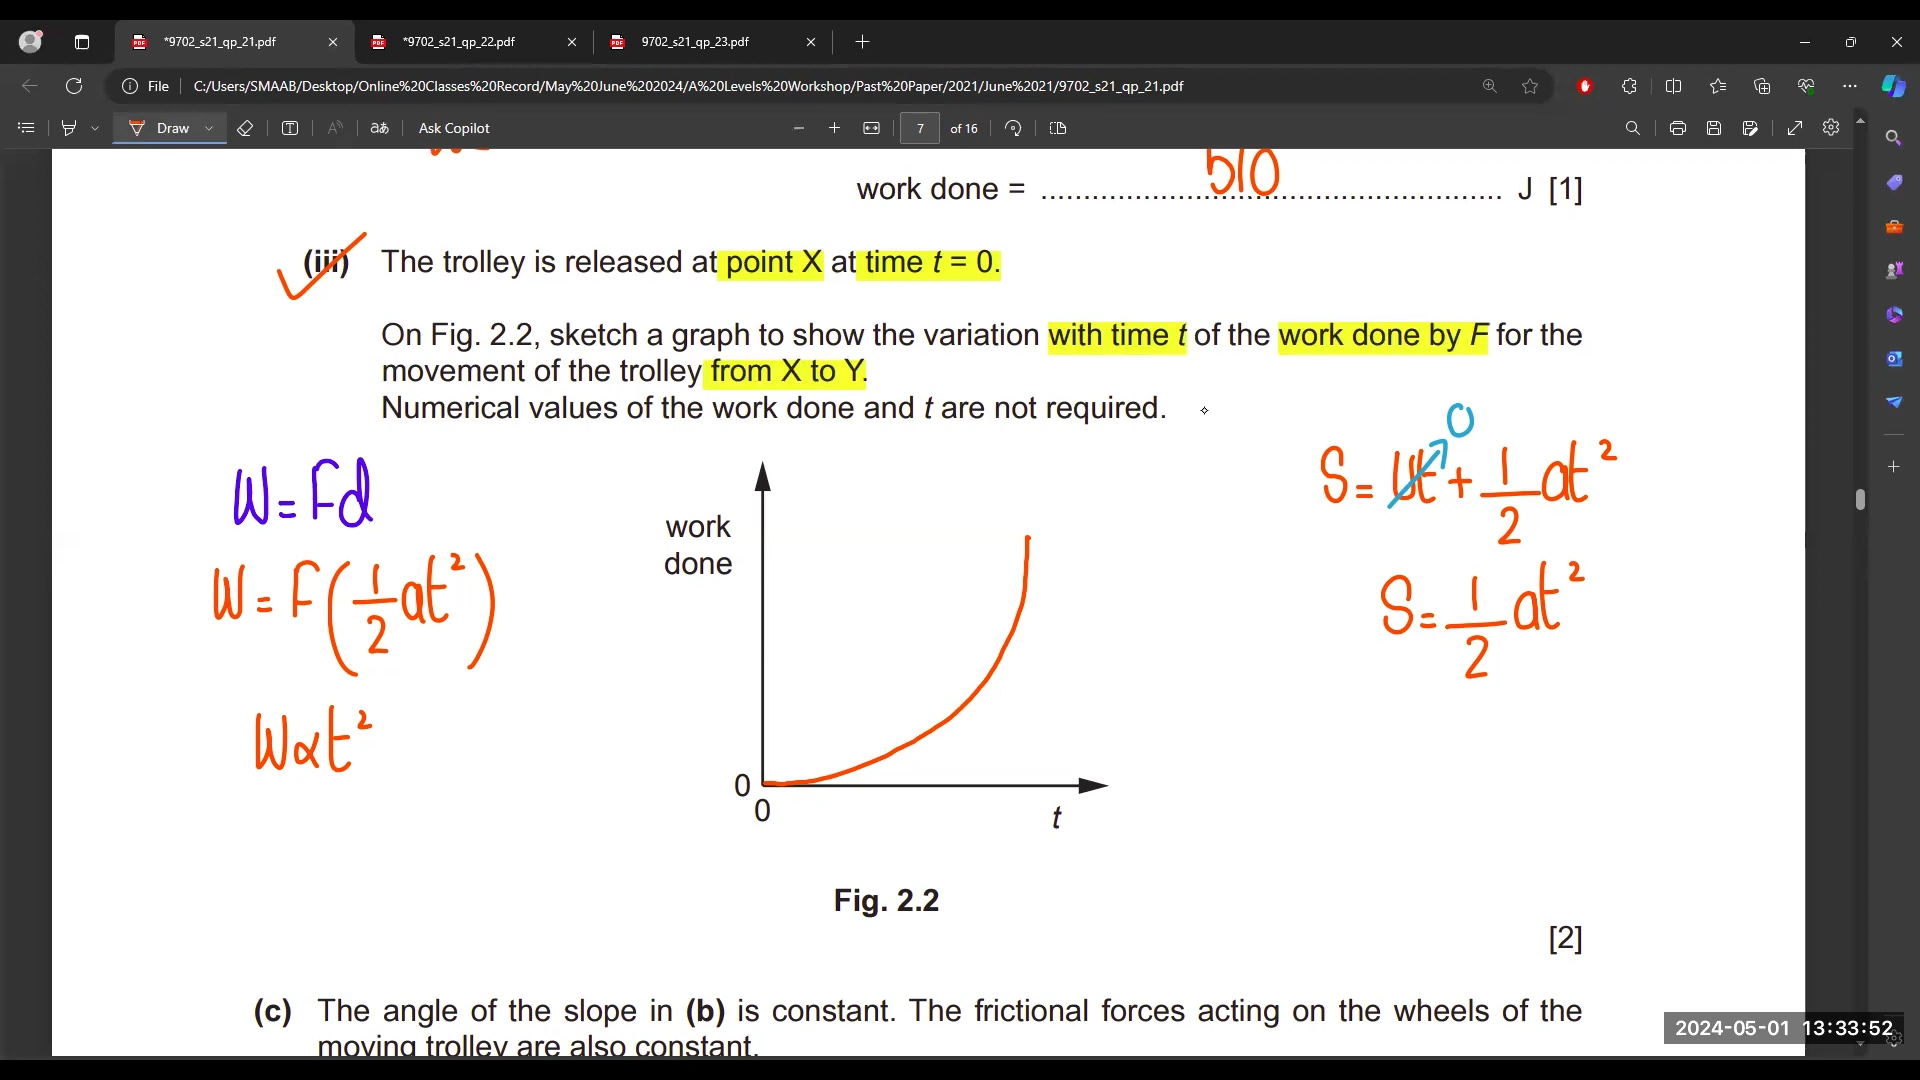 *9702_s21_qp_21.pdf
*9702_s21_qp_22.pdf
9702_s21_qp_23.pdf
File
C:/Users/SMAAB/Desktop/Online%20Classes%20Record/May%20June%202024/A%20Levels%20Workshop/Past%20Paper/2021/June%2021/9702_s21_qp_21.pdf
Draw
Ask Copilot
7
of 16
510
work done = ........................................................ J [1]
(iii) The trolley is released at point X at time t = 0.
On Fig. 2.2, sketch a graph to show the variation with time t of the work done by F for the
movement of the trolley from X to Y.
Numerical values of the work done and t are not required.
W = Fd
W = F(1/2 at²)
W ∝ t²
work
done
0
0
t
S = Ut + 1/2 at²
0
S = 1/2 at²
Fig. 2.2
[2]
(c) The angle of the slope in (b) is constant. The frictional forces acting on the wheels of the
moving trolley are also constant.
2024-05-01 13:33:52